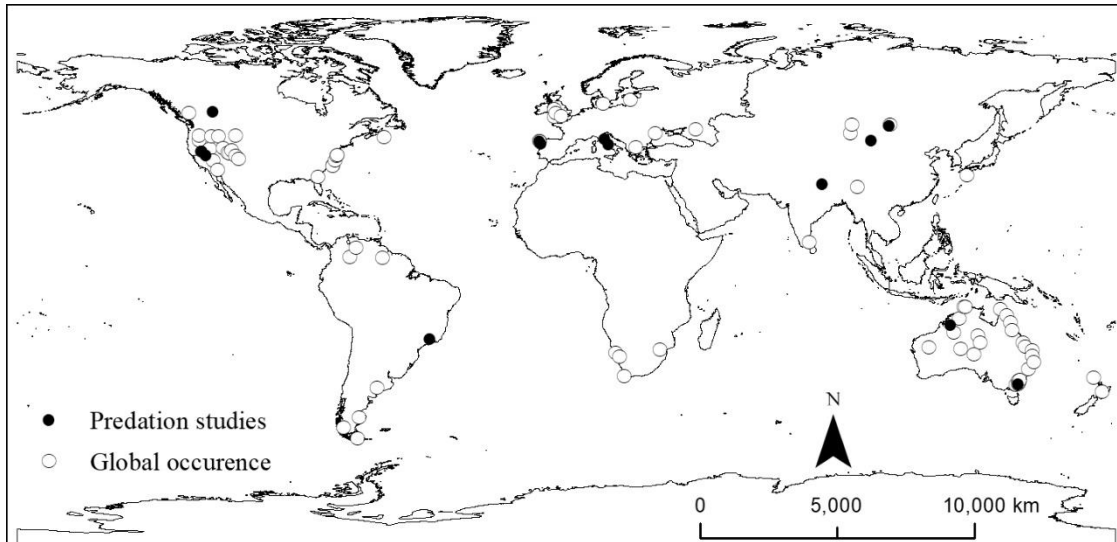 Predation studies
Global occurence
N
0 5,000 10,000 km